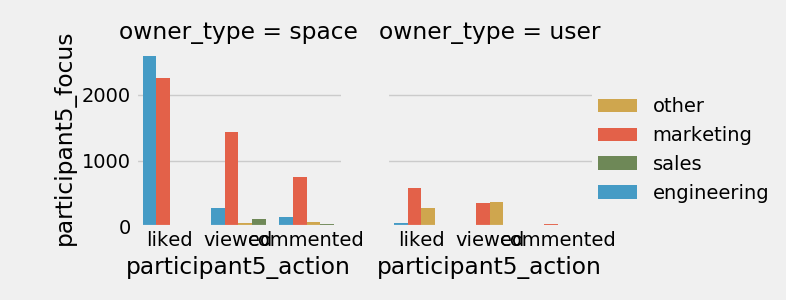 owner_type = space
owner_type = user
participant5_focus
2000
1000
0
liked
viewed
commented
participant5_action
liked
viewed
commented
participant5_action
other
marketing
sales
engineering